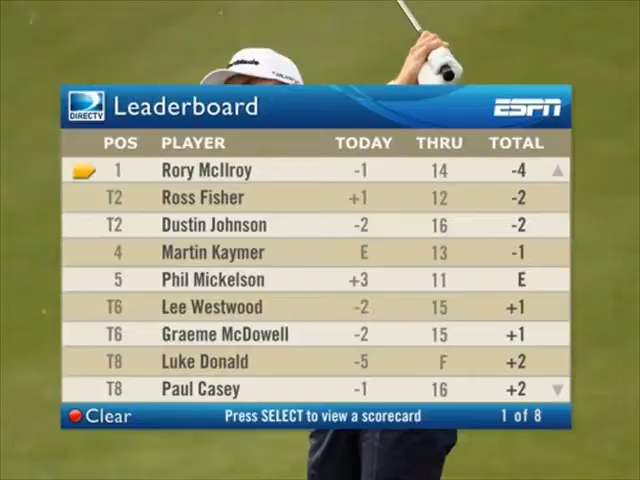 TaylorMade
DIRECTV
Leaderboard
ESPN
POS PLAYER TODAY THRU TOTAL
1 Rory McIlroy -1 14 -4
T2 Ross Fisher +1 12 -2
T2 Dustin Johnson -2 16 -2
4 Martin Kaymer E 13 -1
5 Phil Mickelson +3 11 E
T6 Lee Westwood -2 15 +1
T6 Graeme McDowell -2 15 +1
T8 Luke Donald -5 F +2
T8 Paul Casey -1 16 +2
Clear Press SELECT to view a scorecard 1 of 8